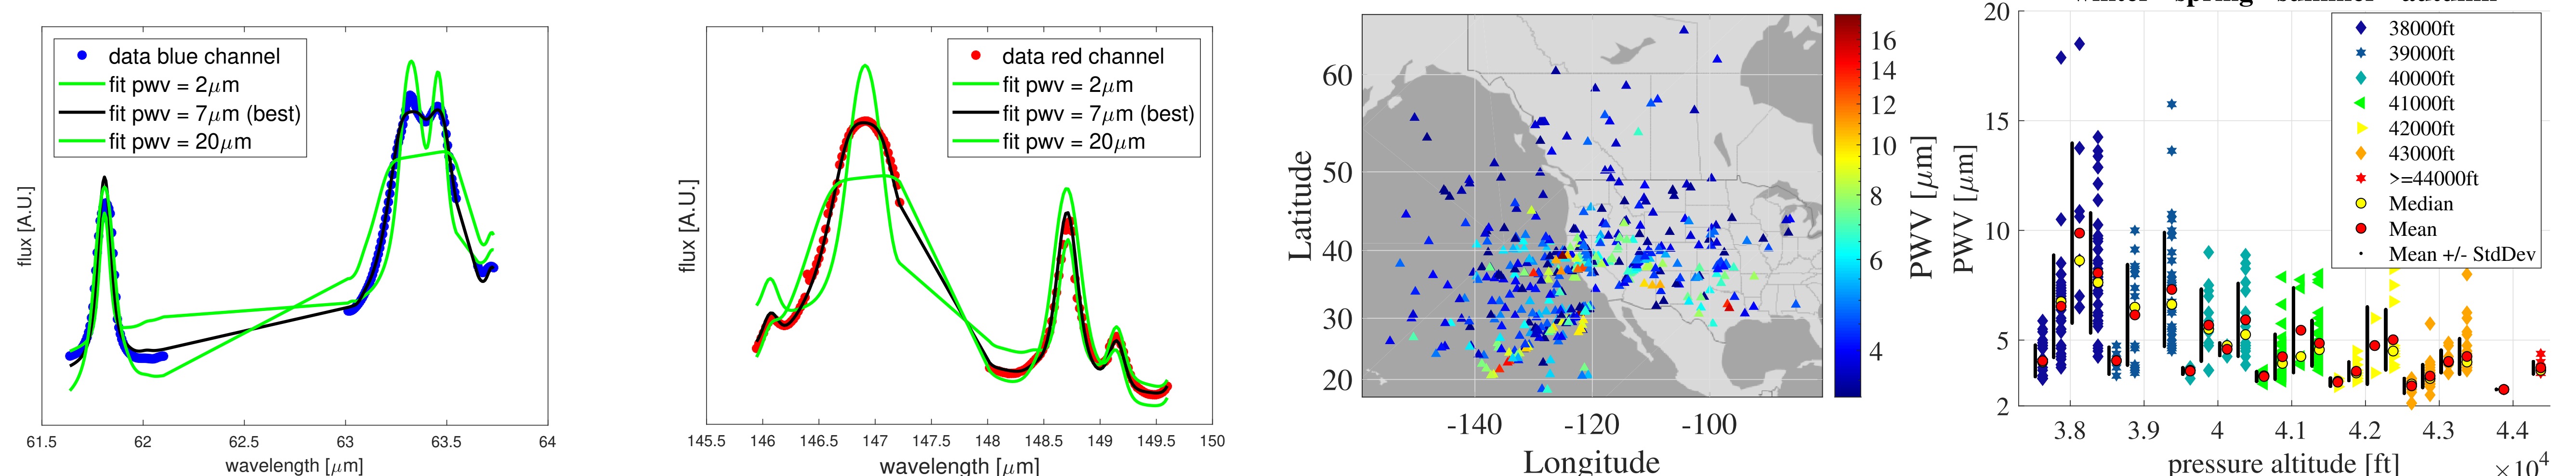 data blue channel
fit pwv = 2μm
fit pwv = 7μm (best)
fit pwv = 20μm
flux [A.U.]
61.5 62 62.5 63 63.5 64
wavelength [μm]
data red channel
fit pwv = 2μm
fit pwv = 7μm (best)
fit pwv = 20μm
flux [A.U.]
145.5 146 146.5 147 147.5 148 148.5 149 149.5 150
wavelength [μm]
60
50
40
30
20
Latitude
-140 -120 -100
Longitude
16
14
12
10
8
6
4
PWV [μm]
winter - spring - summer - autumn
20
15
10
5
2
PWV [μm]
38000ft
39000ft
40000ft
41000ft
42000ft
43000ft
>=44000ft
Median
Mean
Mean +/- StdDev
3.8 3.9 4 4.1 4.2 4.3 4.4
×10⁴
pressure altitude [ft]